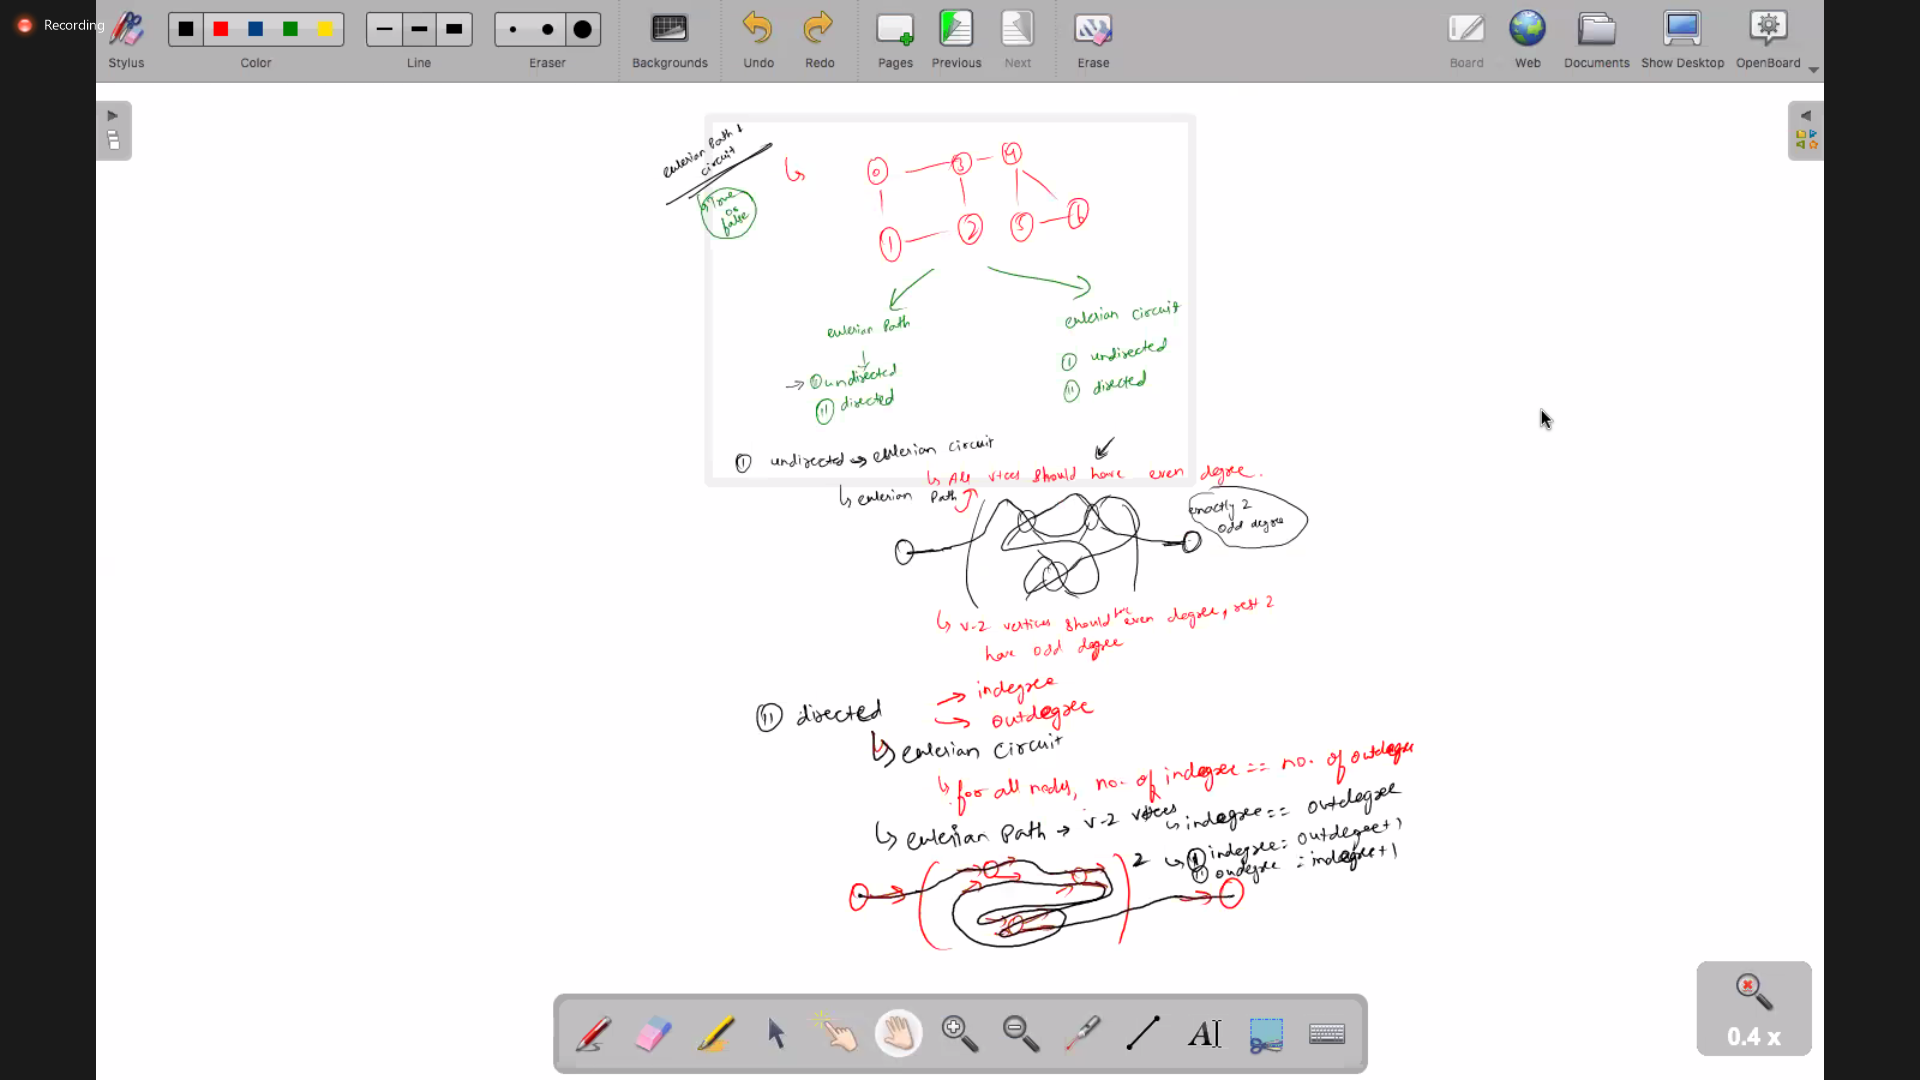 Recording
Stylus
Color
Line
Eraser
Backgrounds
Undo
Redo
Pages
Previous
Next
Erase
Board
Web
Documents
Show Desktop
OpenBoard
eulerian Path +
circuit
True
or
false
0
3
4
1
2
5
6
eulerian Path
eulerian circuit
I undirected
II directed
I undirected
II directed
I undirected → eulerian circuit
All vtces should have even degree.
eulerian Path
exactly 2
odd degree
v-2 vertices should have even degree, rest 2
have odd degree
II directed
→ indegree
→ outdegree
eulerian circuit
for all nodes, no. of indegree == no. of outdegree
eulerian Path → v-2 vtces
indegree == outdegree
2
I indegree = outdegree+1
II oudegree = indegree+1
AI
0.4 x